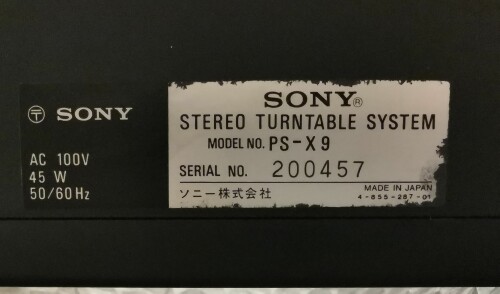 〶 SONY
AC 100V
45 W
50/60Hz
SONY®
STEREO TURNTABLE SYSTEM
MODEL NO. PS-X9
SERIAL NO. 200457
ソニー株式会社
MADE IN JAPAN
4-855-287-01